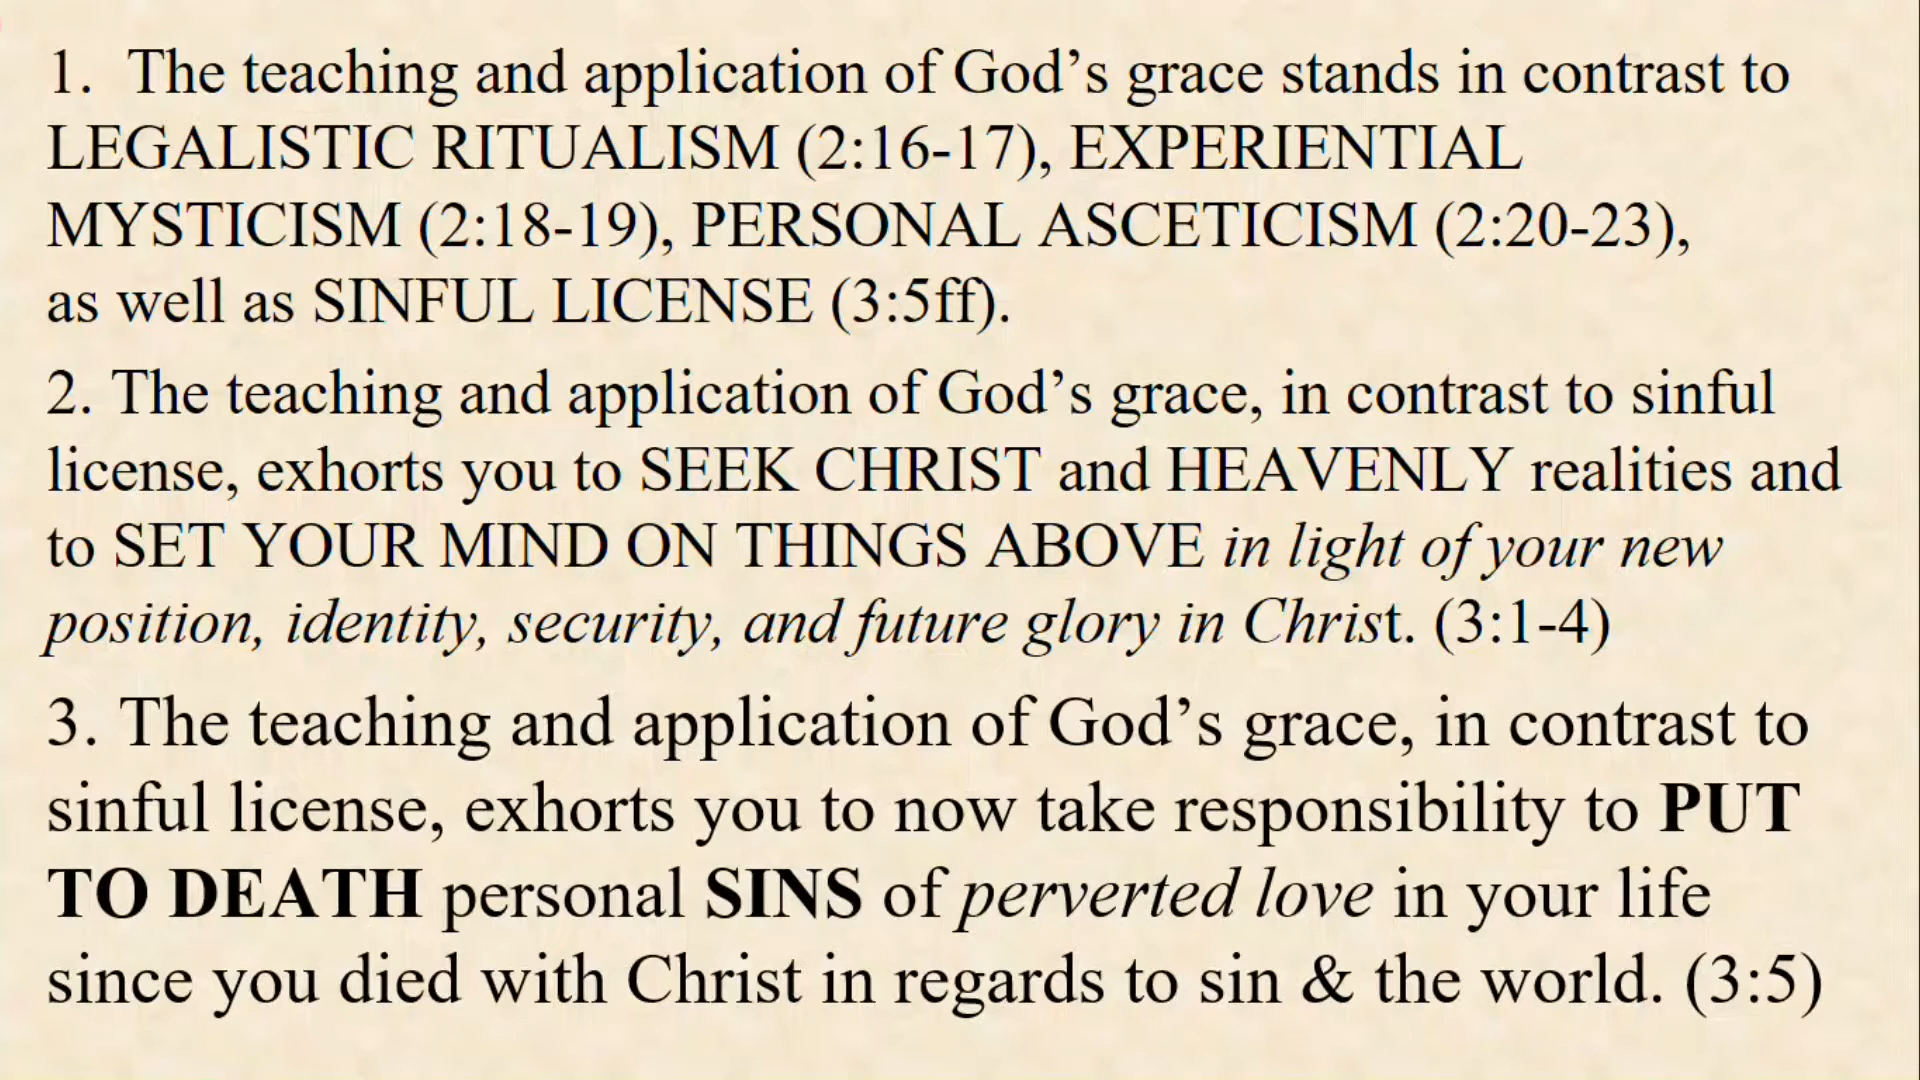 1. The teaching and application of God’s grace stands in contrast to
LEGALISTIC RITUALISM (2:16-17), EXPERIENTIAL
MYSTICISM (2:18-19), PERSONAL ASCETICISM (2:20-23),
as well as SINFUL LICENSE (3:5ff).
2. The teaching and application of God’s grace, in contrast to sinful
license, exhorts you to SEEK CHRIST and HEAVENLY realities and
to SET YOUR MIND ON THINGS ABOVE in light of your new
position, identity, security, and future glory in Christ. (3:1-4)
3. The teaching and application of God’s grace, in contrast to
sinful license, exhorts you to now take responsibility to PUT
TO DEATH personal SINS of perverted love in your life
since you died with Christ in regards to sin & the world. (3:5)